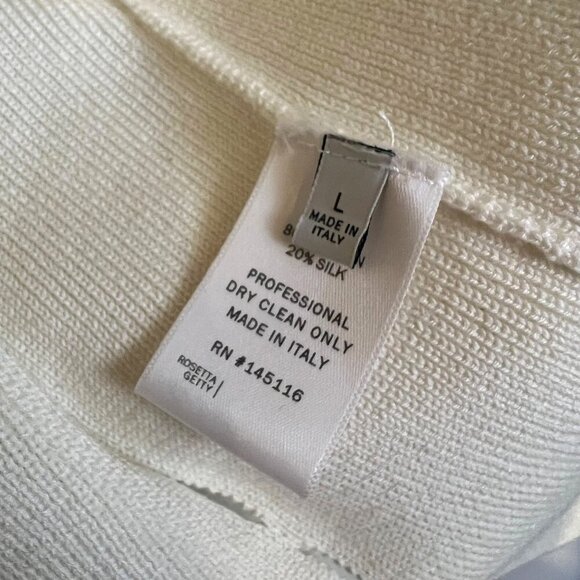 L
MADE IN
ITALY
20% SILK
PROFESSIONAL
DRY CLEAN ONLY
MADE IN ITALY
RN #145116
ROSETTA
GETTY